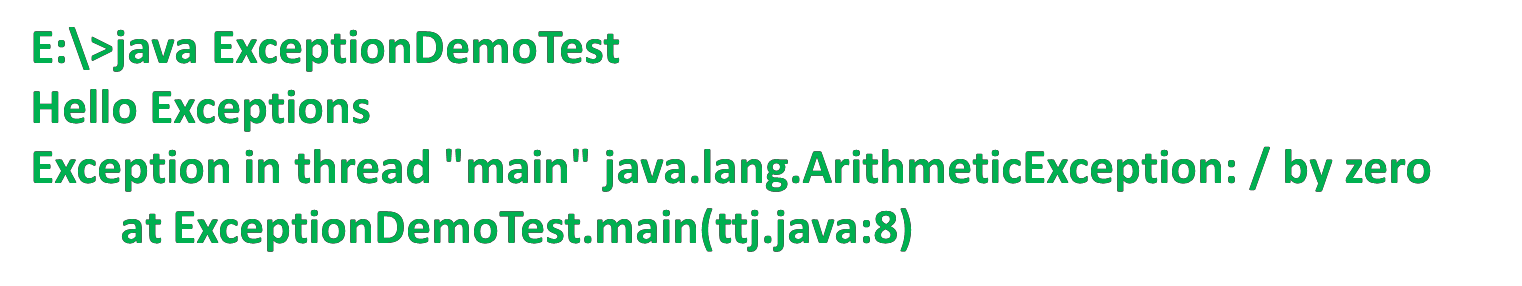 E:\>java ExceptionDemoTest
Hello Exceptions
Exception in thread "main" java.lang.ArithmeticException: / by zero
at ExceptionDemoTest.main(ttj.java:8)